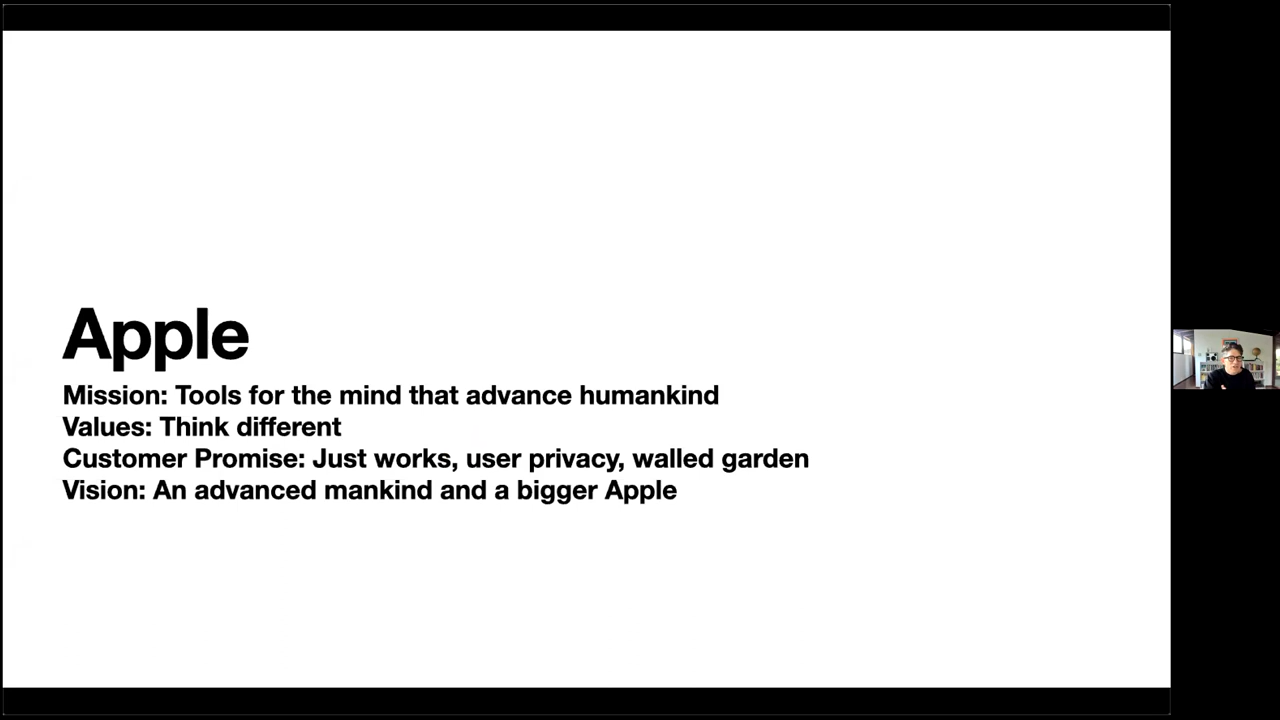 Apple
Mission: Tools for the mind that advance humankind
Values: Think different
Customer Promise: Just works, user privacy, walled garden
Vision: An advanced mankind and a bigger Apple